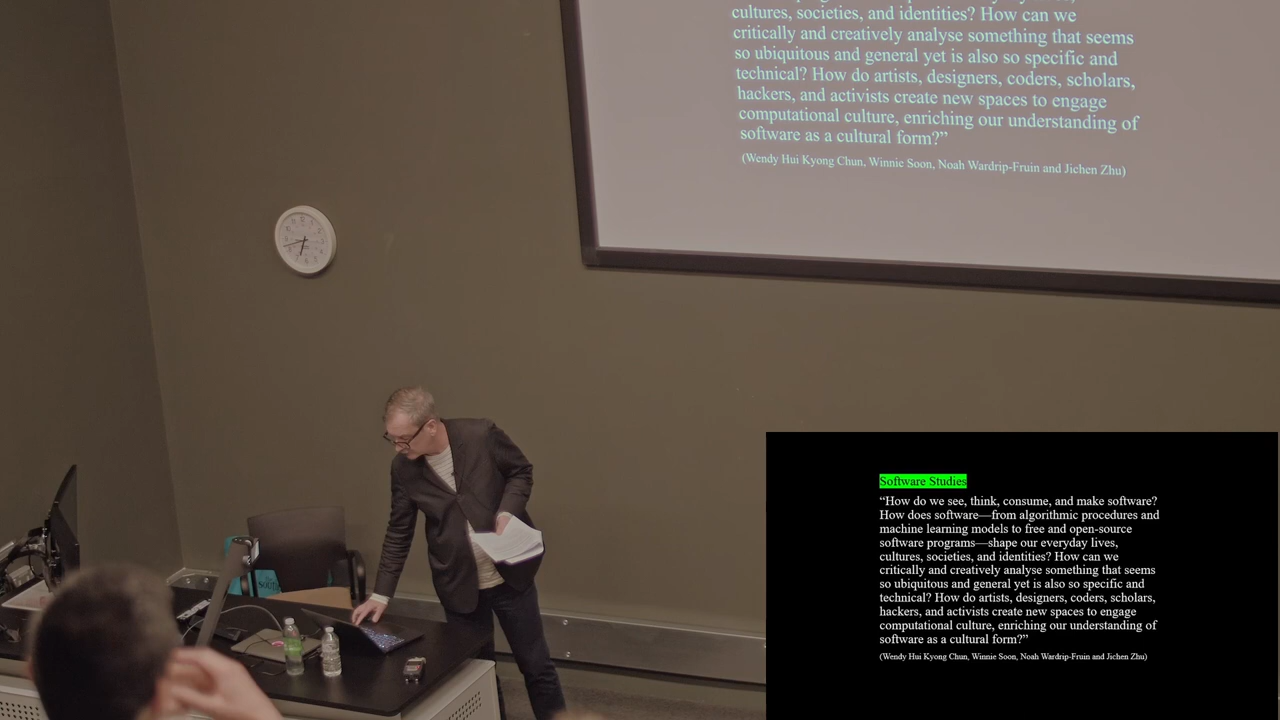 cultures, societies, and identities? How can we
critically and creatively analyse something that seems
so ubiquitous and general yet is also so specific and
technical? How do artists, designers, coders, scholars,
hackers, and activists create new spaces to engage
computational culture, enriching our understanding of
software as a cultural form?”
(Wendy Hui Kyong Chun, Winnie Soon, Noah Wardrip-Fruin and Jichen Zhu)
Software Studies
“How do we see, think, consume, and make software?
How does software—from algorithmic procedures and
machine learning models to free and open-source
software programs—shape our everyday lives,
cultures, societies, and identities? How can we
critically and creatively analyse something that seems
so ubiquitous and general yet is also so specific and
technical? How do artists, designers, coders, scholars,
hackers, and activists create new spaces to engage
computational culture, enriching our understanding of
software as a cultural form?”
(Wendy Hui Kyong Chun, Winnie Soon, Noah Wardrip-Fruin and Jichen Zhu)